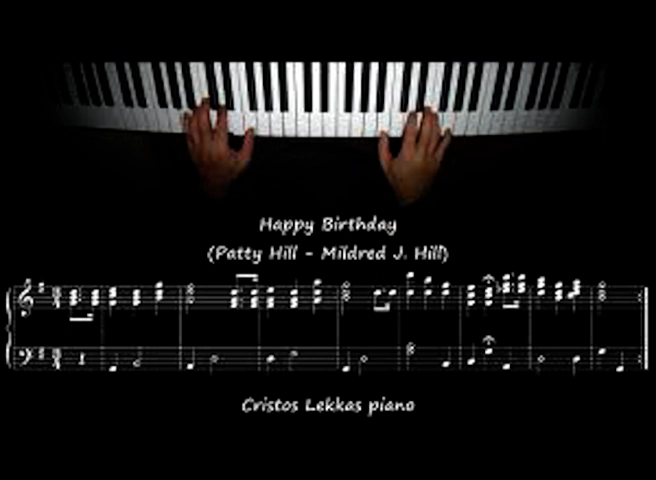 Happy Birthday
(Patty Hill - Mildred J. Hill)
Cristos Lekkas piano